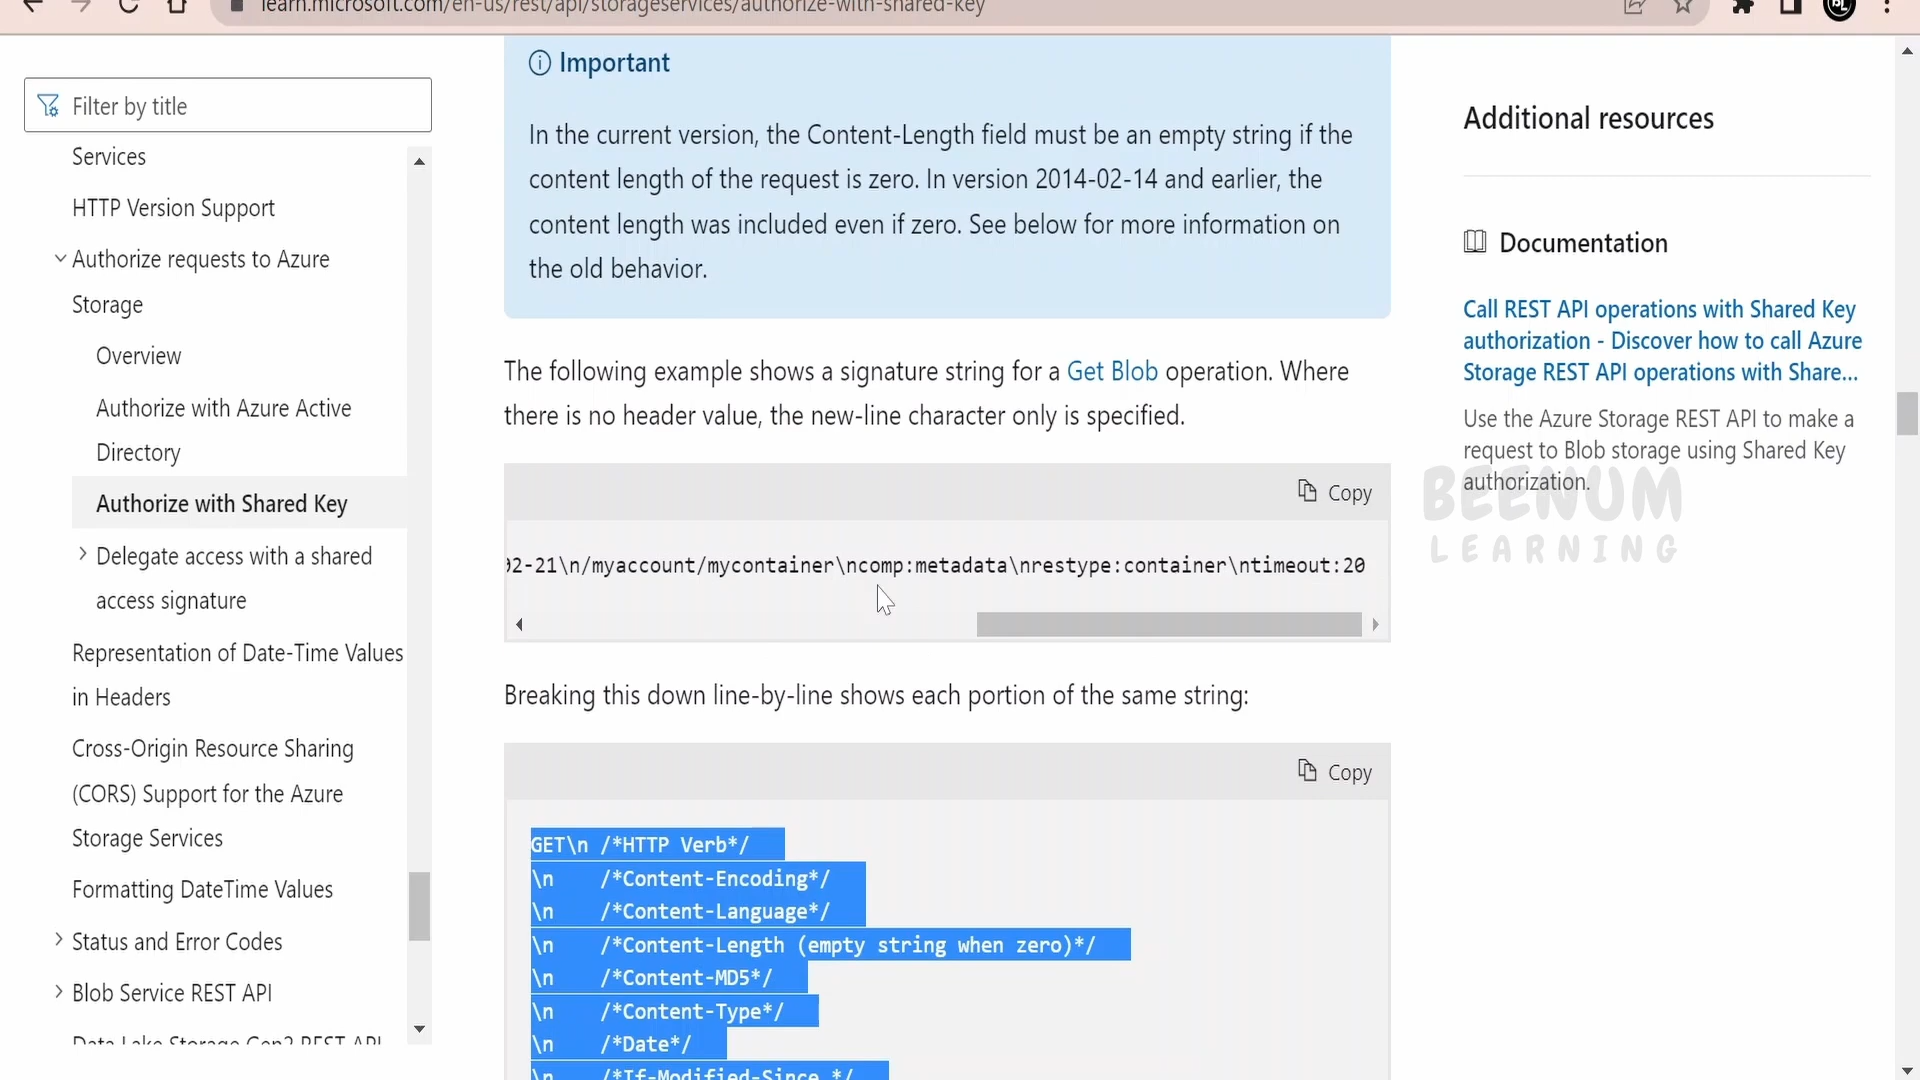 learn.microsoft.com/en-us/rest/api/storageservices/authorize-with-shared-key
Filter by title
Services
HTTP Version Support
Authorize requests to Azure
Storage
Overview
Authorize with Azure Active
Directory
Authorize with Shared Key
Delegate access with a shared
access signature
Representation of Date-Time Values
in Headers
Cross-Origin Resource Sharing
(CORS) Support for the Azure
Storage Services
Formatting DateTime Values
Status and Error Codes
Blob Service REST API
Data Lake Storage Gen2 REST API
Important
In the current version, the Content-Length field must be an empty string if the
content length of the request is zero. In version 2014-02-14 and earlier, the
content length was included even if zero. See below for more information on
the old behavior.
The following example shows a signature string for a Get Blob operation. Where
there is no header value, the new-line character only is specified.
Copy
02-21\n/myaccount/mycontainer\ncomp:metadata\nrestype:container\ntimeout:20
Breaking this down line-by-line shows each portion of the same string:
Copy
GET\n /*HTTP Verb*/
\n    /*Content-Encoding*/
\n    /*Content-Language*/
\n    /*Content-Length (empty string when zero)*/
\n    /*Content-MD5*/
\n    /*Content-Type*/
\n    /*Date*/
\n    /*If-Modified-Since */
Additional resources
Documentation
Call REST API operations with Shared Key
authorization - Discover how to call Azure
Storage REST API operations with Share...
Use the Azure Storage REST API to make a
request to Blob storage using Shared Key
authorization.
BEENUM
LEARNING